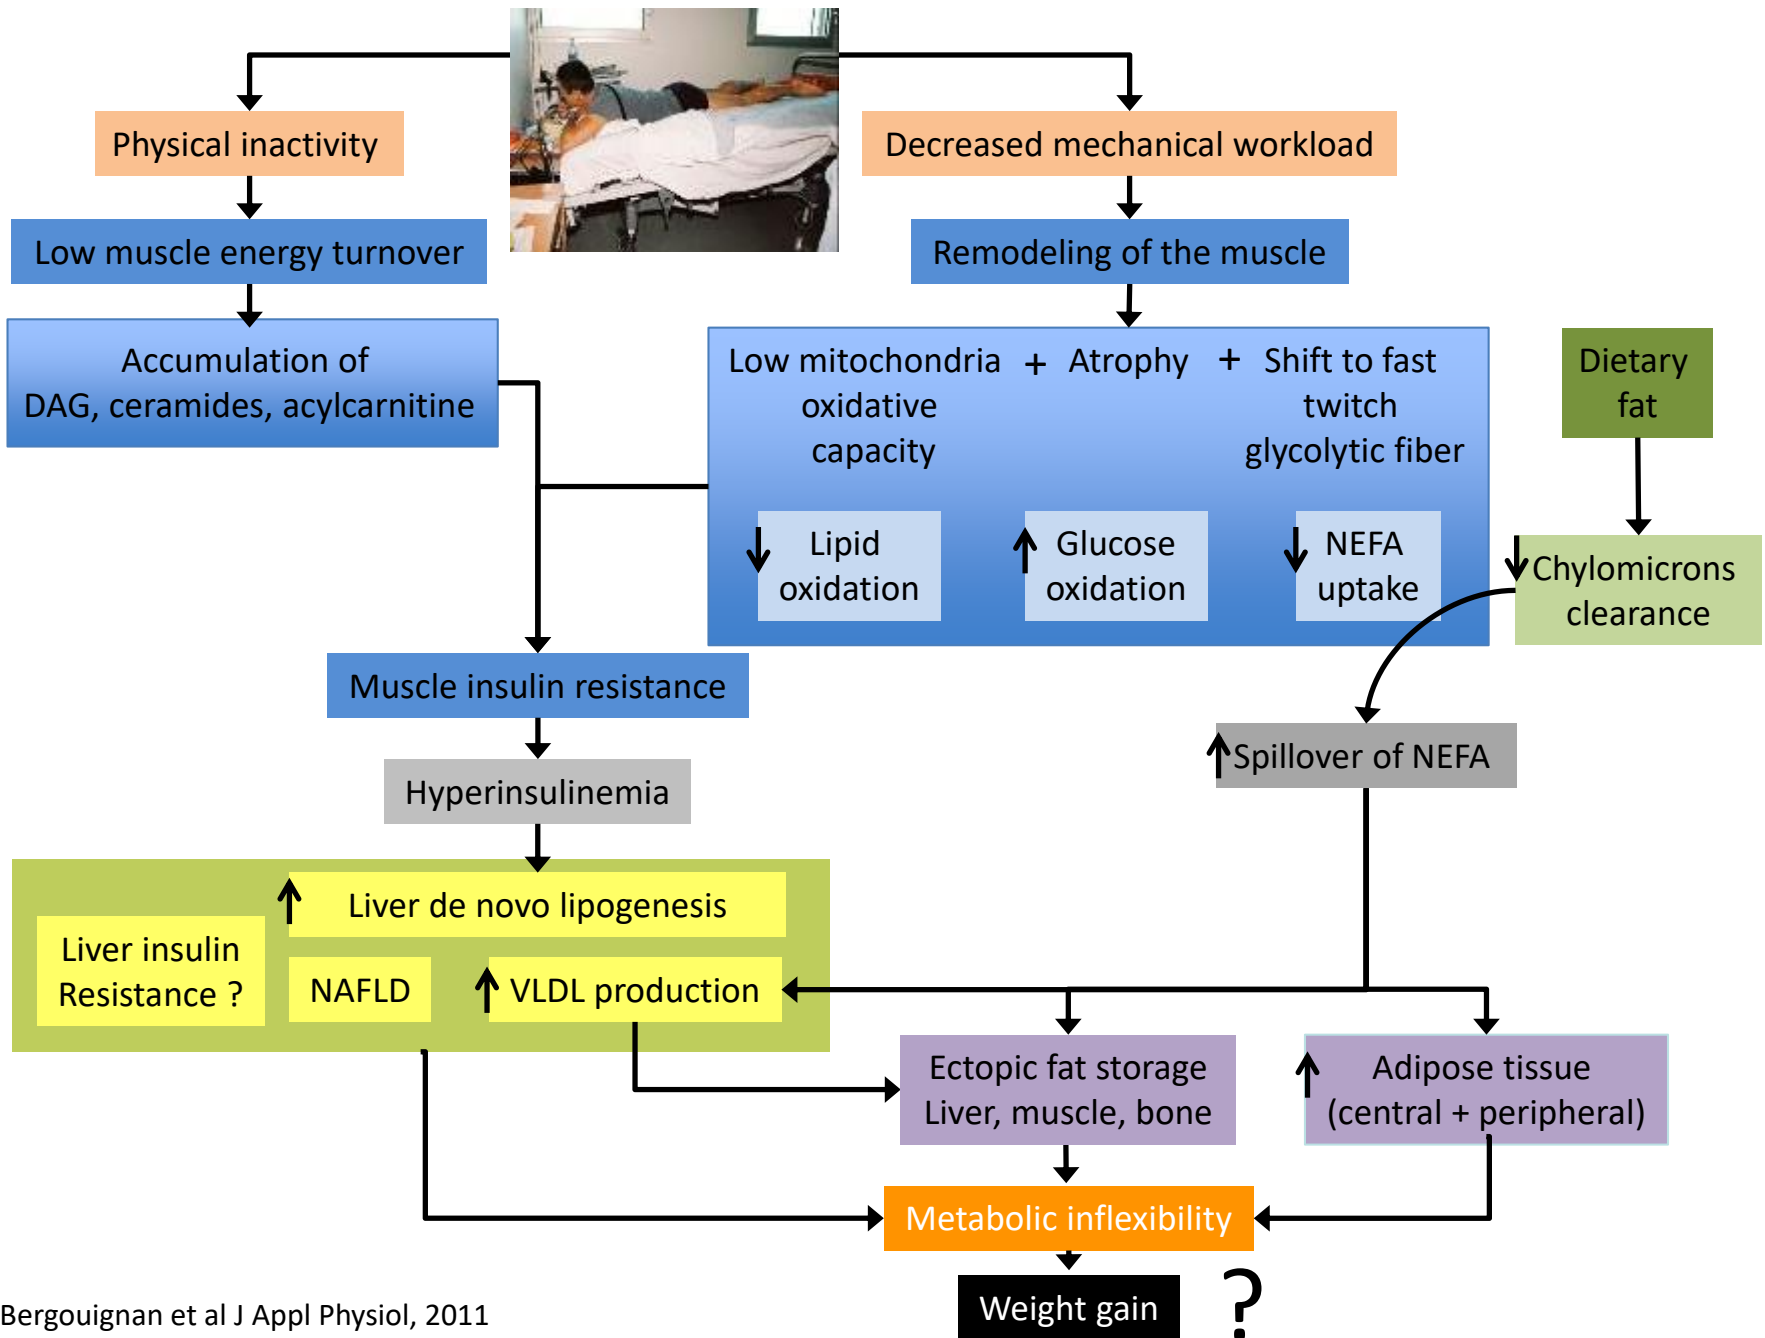 Physical inactivity
Decreased mechanical workload
Low muscle energy turnover
Remodeling of the muscle
Accumulation of
DAG, ceramides, acylcarnitine
Low mitochondria
oxidative
capacity
+
Atrophy
+
Shift to fast
twitch
glycolytic fiber
Dietary
fat
Lipid
oxidation
Glucose
oxidation
NEFA
uptake
Chylomicrons
clearance
Muscle insulin resistance
Spillover of NEFA
Hyperinsulinemia
Liver de novo lipogenesis
Liver insulin
Resistance ?
NAFLD
VLDL production
Ectopic fat storage
Liver, muscle, bone
Adipose tissue
(central + peripheral)
Metabolic inflexibility
Weight gain
?
Bergouignan et al J Appl Physiol, 2011